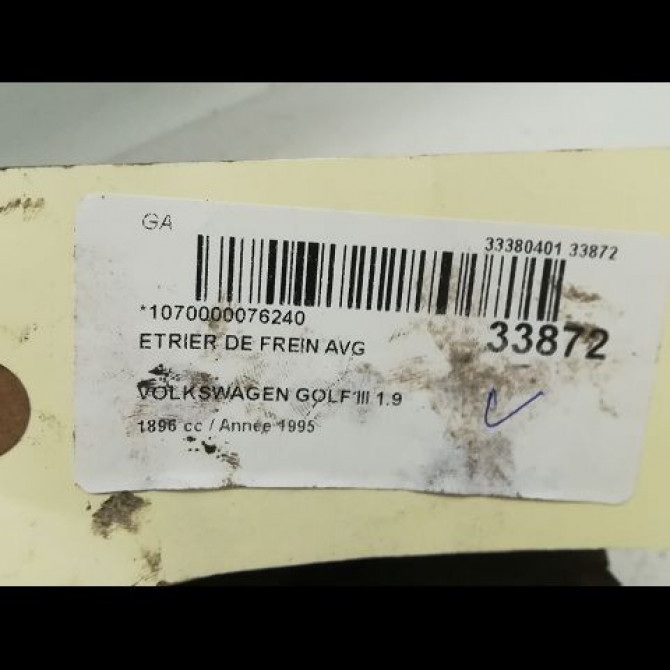 GA
33380401 33872
*1070000076240
33872
ETRIER DE FREIN AVG
VOLKSWAGEN GOLF III 1.9
1896 cc / Année 1995